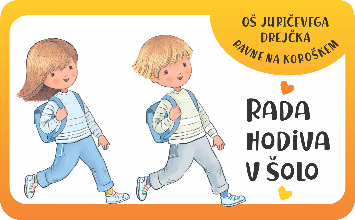 OŠ JURIČEVEGA
DREJČKA
RAVNE NA KOROŠKEM
RADA
HODIVA
V ŠOLO